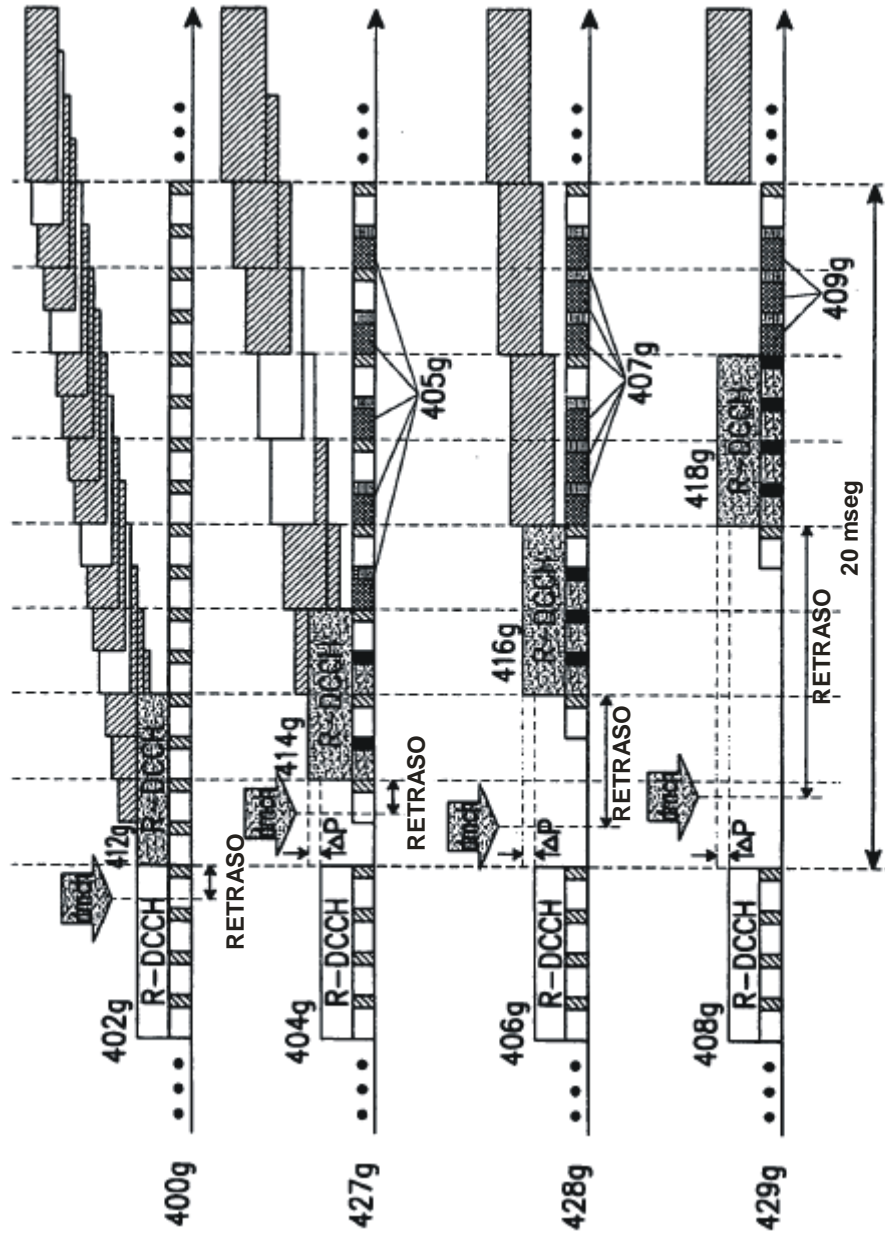 400g
402g
R-DCCH
412g
R-DCCH
RETRASO
427g
404g
R-DCCH
ΔP
414g
R-DCCH
RETRASO
405g
428g
406g
R-DCCH
ΔP
416g
R-DCCH
RETRASO
407g
429g
408g
R-DCCH
ΔP
418g
R-DCCH
RETRASO
409g
20 mseg